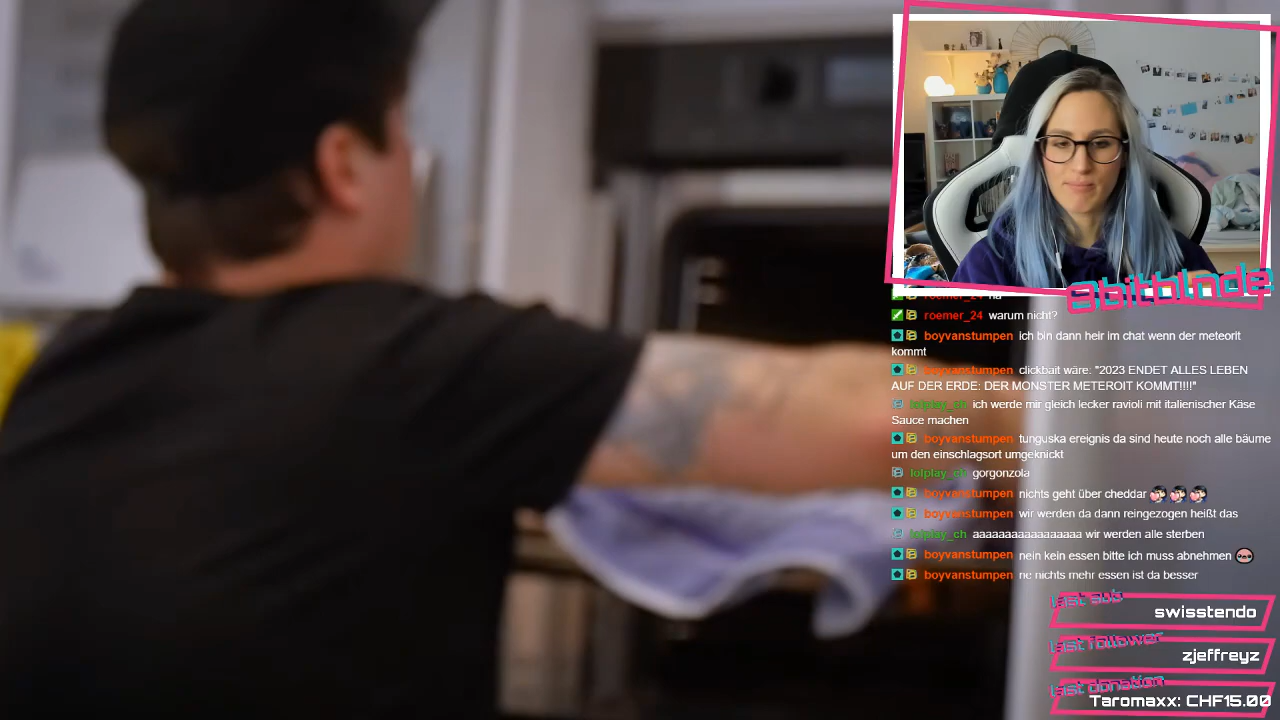 8bitblnde
roemer_24 na
roemer_24 warum nicht?
boyvanstumpen ich bin dann heir im chat wenn der meteorit
kommt
boyvanstumpen clickbait wäre: "2023 ENDET ALLES LEBEN
AUF DER ERDE: DER MONSTER METEROIT KOMMT!!!!"
lolplay_ch ich werde mir gleich lecker ravioli mit italienischer Käse
Sauce machen
boyvanstumpen tunguska ereignis da sind heute noch alle bäume
um den einschlagsort umgeknickt
lolplay_ch gorgonzola
boyvanstumpen nichts geht über cheddar
boyvanstumpen wir werden da dann reingezogen heißt das
lolplay_ch aaaaaaaaaaaaaaaaa wir werden alle sterben
boyvanstumpen nein kein essen bitte ich muss abnehmen
boyvanstumpen ne nichts mehr essen ist da besser
last sub
swisstendo
last follower
zjeffreyz
last donation
Taromaxx: CHF15.00